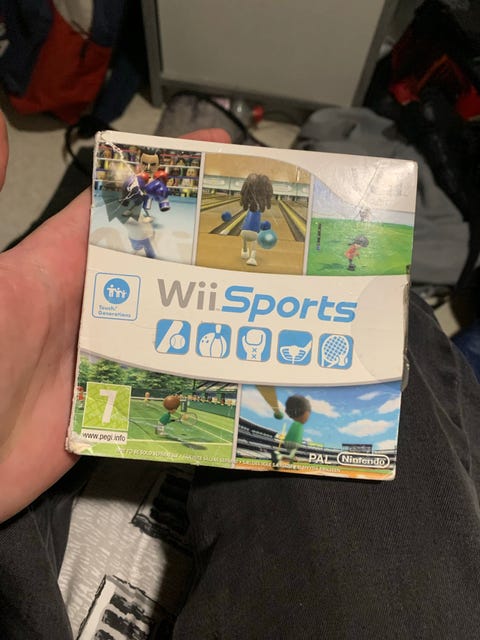 Touch!
Generations
Wii Sports
7
www.pegi.info
PAL
Nintendo